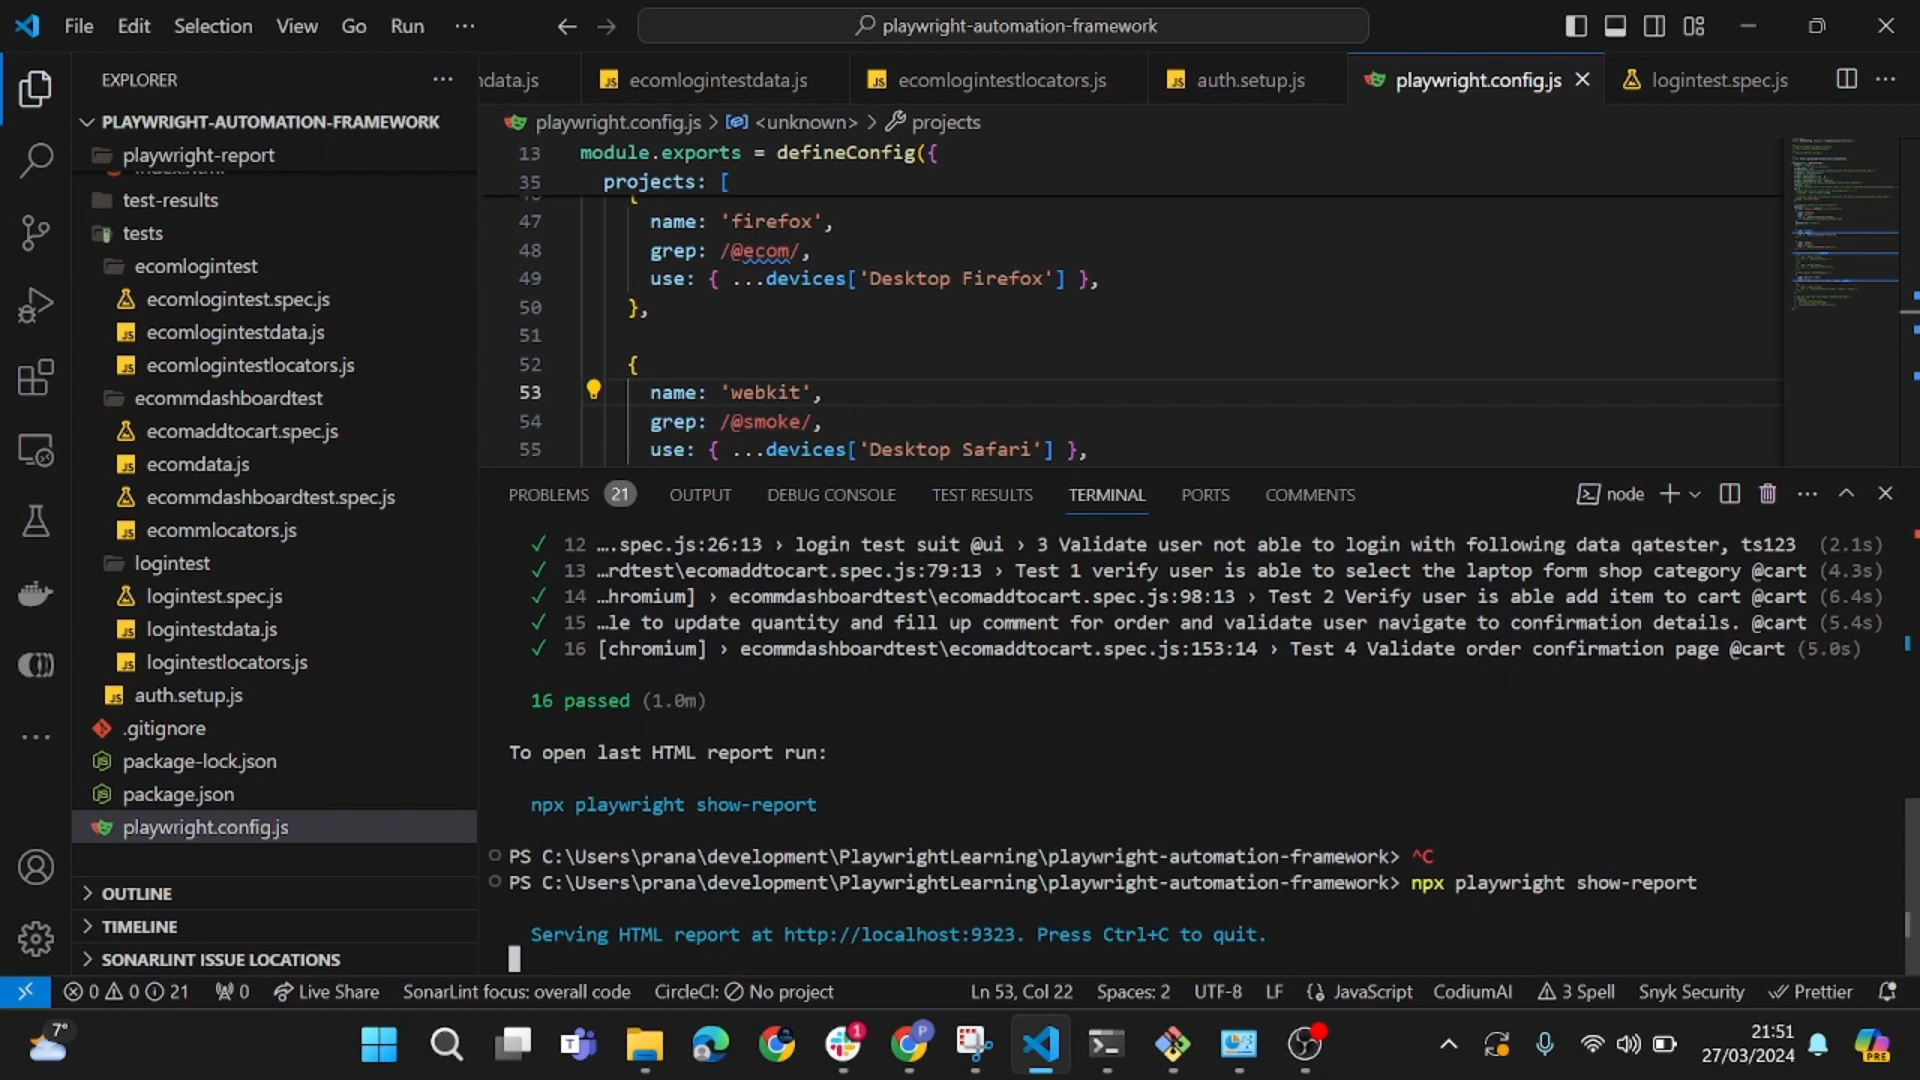 File Edit Selection View Go Run ···
playwright-automation-framework
EXPLORER
PLAYWRIGHT-AUTOMATION-FRAMEWORK
playwright-report
index.html
test-results
tests
ecomlogintest
ecomlogintest.spec.js
ecomlogintestdata.js
ecomlogintestlocators.js
ecommdashboardtest
ecomaddtocart.spec.js
ecomdata.js
ecommdashboardtest.spec.js
ecommlocators.js
logintest
logintest.spec.js
logintestdata.js
logintestlocators.js
auth.setup.js
.gitignore
package-lock.json
package.json
playwright.config.js
OUTLINE
TIMELINE
SONARLINT ISSUE LOCATIONS
ndata.js ecomlogintestdata.js ecomlogintestlocators.js auth.setup.js playwright.config.js logintest.spec.js
playwright.config.js > <unknown> > projects
13 module.exports = defineConfig({
35 projects: [
46 {
47 name: 'firefox',
48 grep: /@ecom/,
49 use: { ...devices['Desktop Firefox'] },
50 },
51
52 {
53 name: 'webkit',
54 grep: /@smoke/,
55 use: { ...devices['Desktop Safari'] },
PROBLEMS 21 OUTPUT DEBUG CONSOLE TEST RESULTS TERMINAL PORTS COMMENTS node
✓ 12 ….spec.js:26:13 › login test suit @ui › 3 Validate user not able to login with following data qatester, ts123 (2.1s)
✓ 13 …rdtest\ecomaddtocart.spec.js:79:13 › Test 1 verify user is able to select the laptop form shop category @cart (4.3s)
✓ 14 …hromium] › ecommdashboardtest\ecomaddtocart.spec.js:98:13 › Test 2 Verify user is able add item to cart @cart (6.4s)
✓ 15 …le to update quantity and fill up comment for order and validate user navigate to confirmation details. @cart (5.4s)
✓ 16 [chromium] › ecommdashboardtest\ecomaddtocart.spec.js:153:14 › Test 4 Validate order confirmation page @cart (5.0s)
16 passed (1.0m)
To open last HTML report run:
npx playwright show-report
PS C:\Users\prana\development\PlaywrightLearning\playwright-automation-framework> ^C
PS C:\Users\prana\development\PlaywrightLearning\playwright-automation-framework> npx playwright show-report
Serving HTML report at http://localhost:9323. Press Ctrl+C to quit.
0 0 21 0 Live Share SonarLint focus: overall code CircleCI: No project Ln 53, Col 22 Spaces: 2 UTF-8 LF JavaScript CodiumAI 3 Spell Snyk Security Prettier
7° 1 P PRE
21:51
27/03/2024